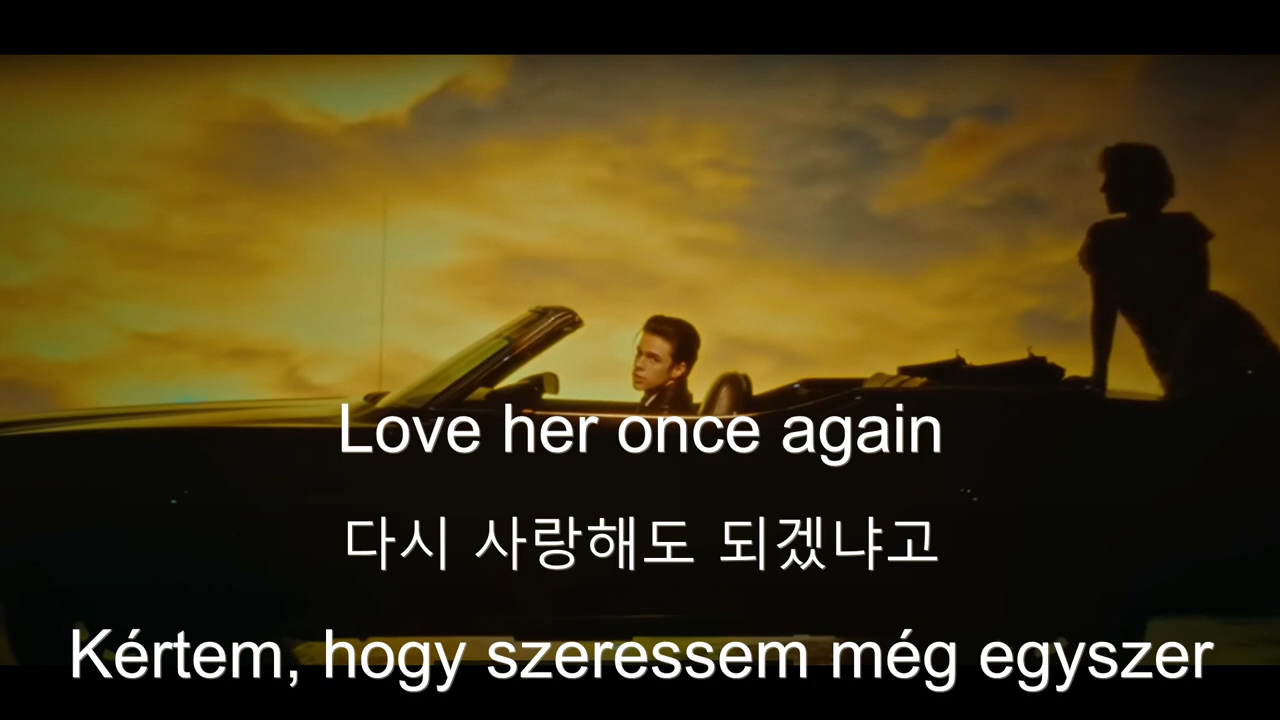 Love her once again
다시 사랑해도 되겠냐고
Kértem, hogy szeressem még egyszer